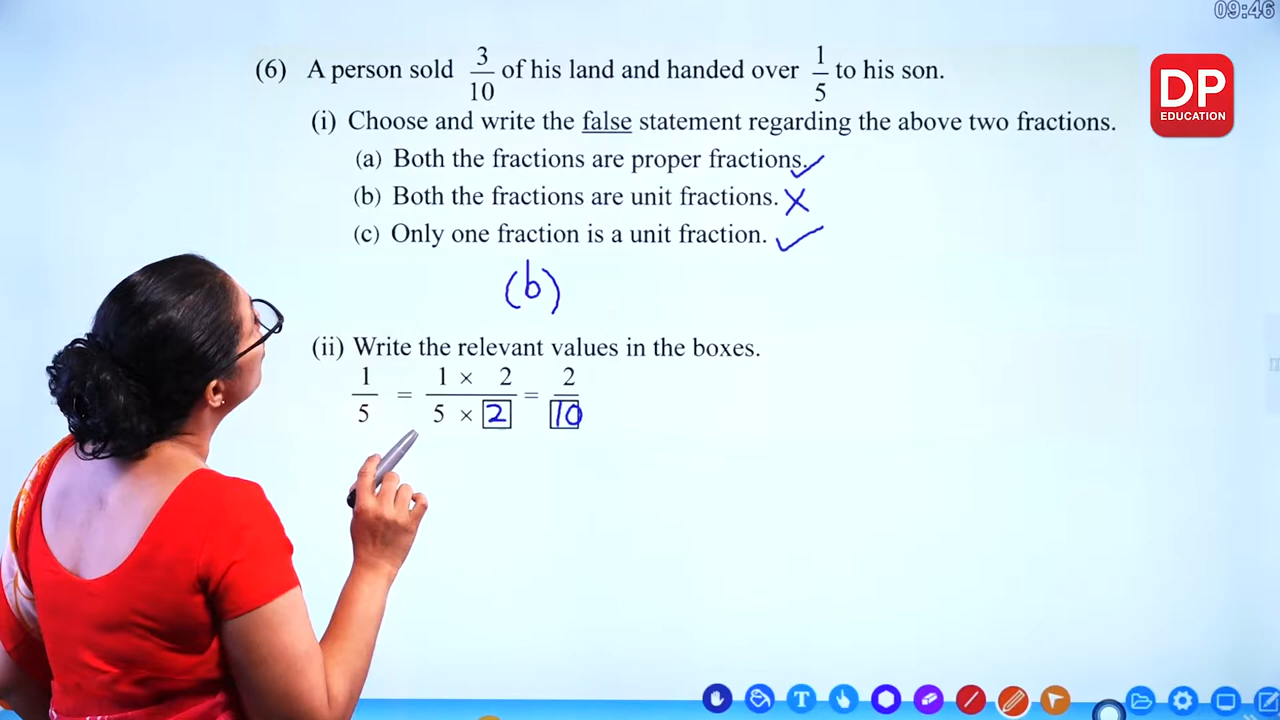 09:46
(6) A person sold 3/10 of his land and handed over 1/5 to his son.
DP
EDUCATION
(i) Choose and write the false statement regarding the above two fractions.
(a) Both the fractions are proper fractions. ✓
(b) Both the fractions are unit fractions. X
(c) Only one fraction is a unit fraction. ✓
(b)
(ii) Write the relevant values in the boxes.
1/5 = 1 × 2 / 5 × 2 = 2/10
T